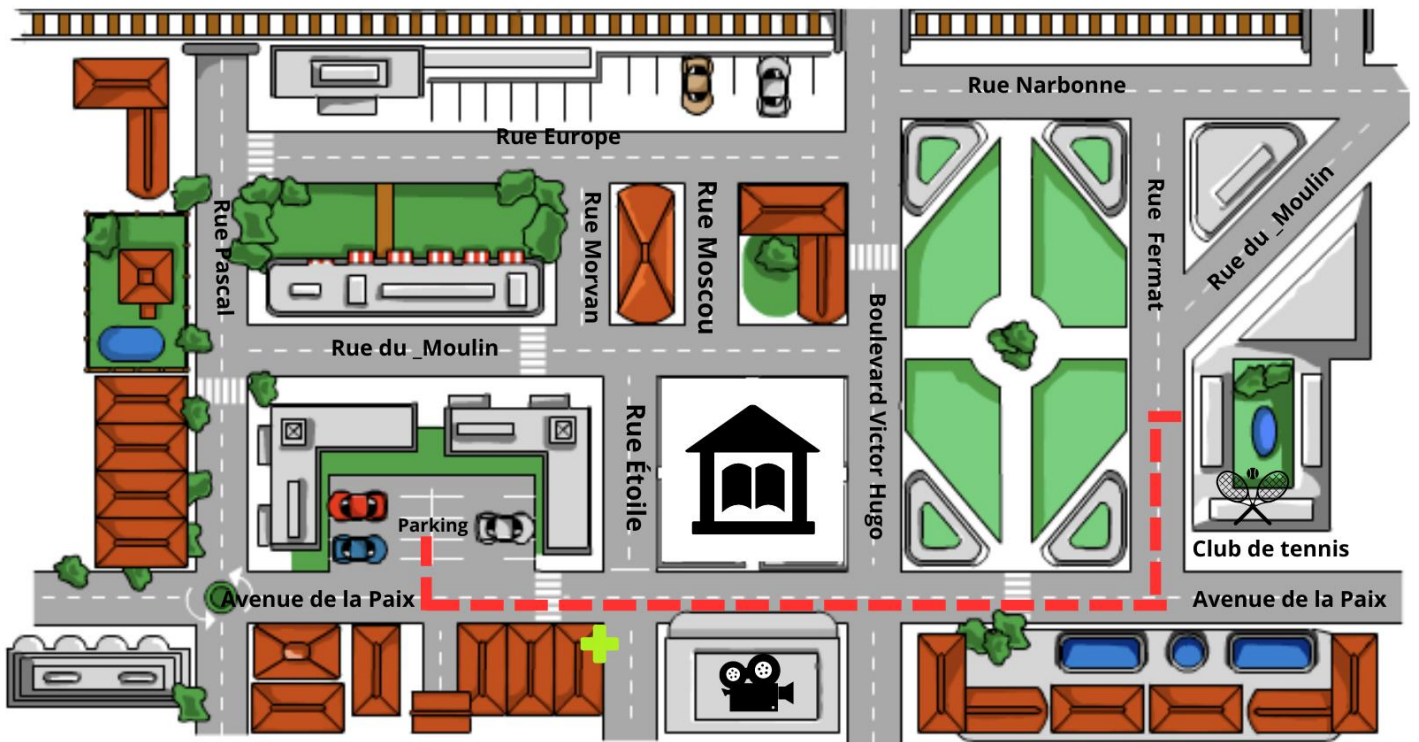 Rue Narbonne
Rue Europe
Rue Pascal
Rue Morvan
Rue Moscou
Rue Fermat
Rue du _Moulin
Rue du _Moulin
Boulevard Victor Hugo
Rue Étoile
Parking
Club de tennis
Avenue de la Paix
Avenue de la Paix